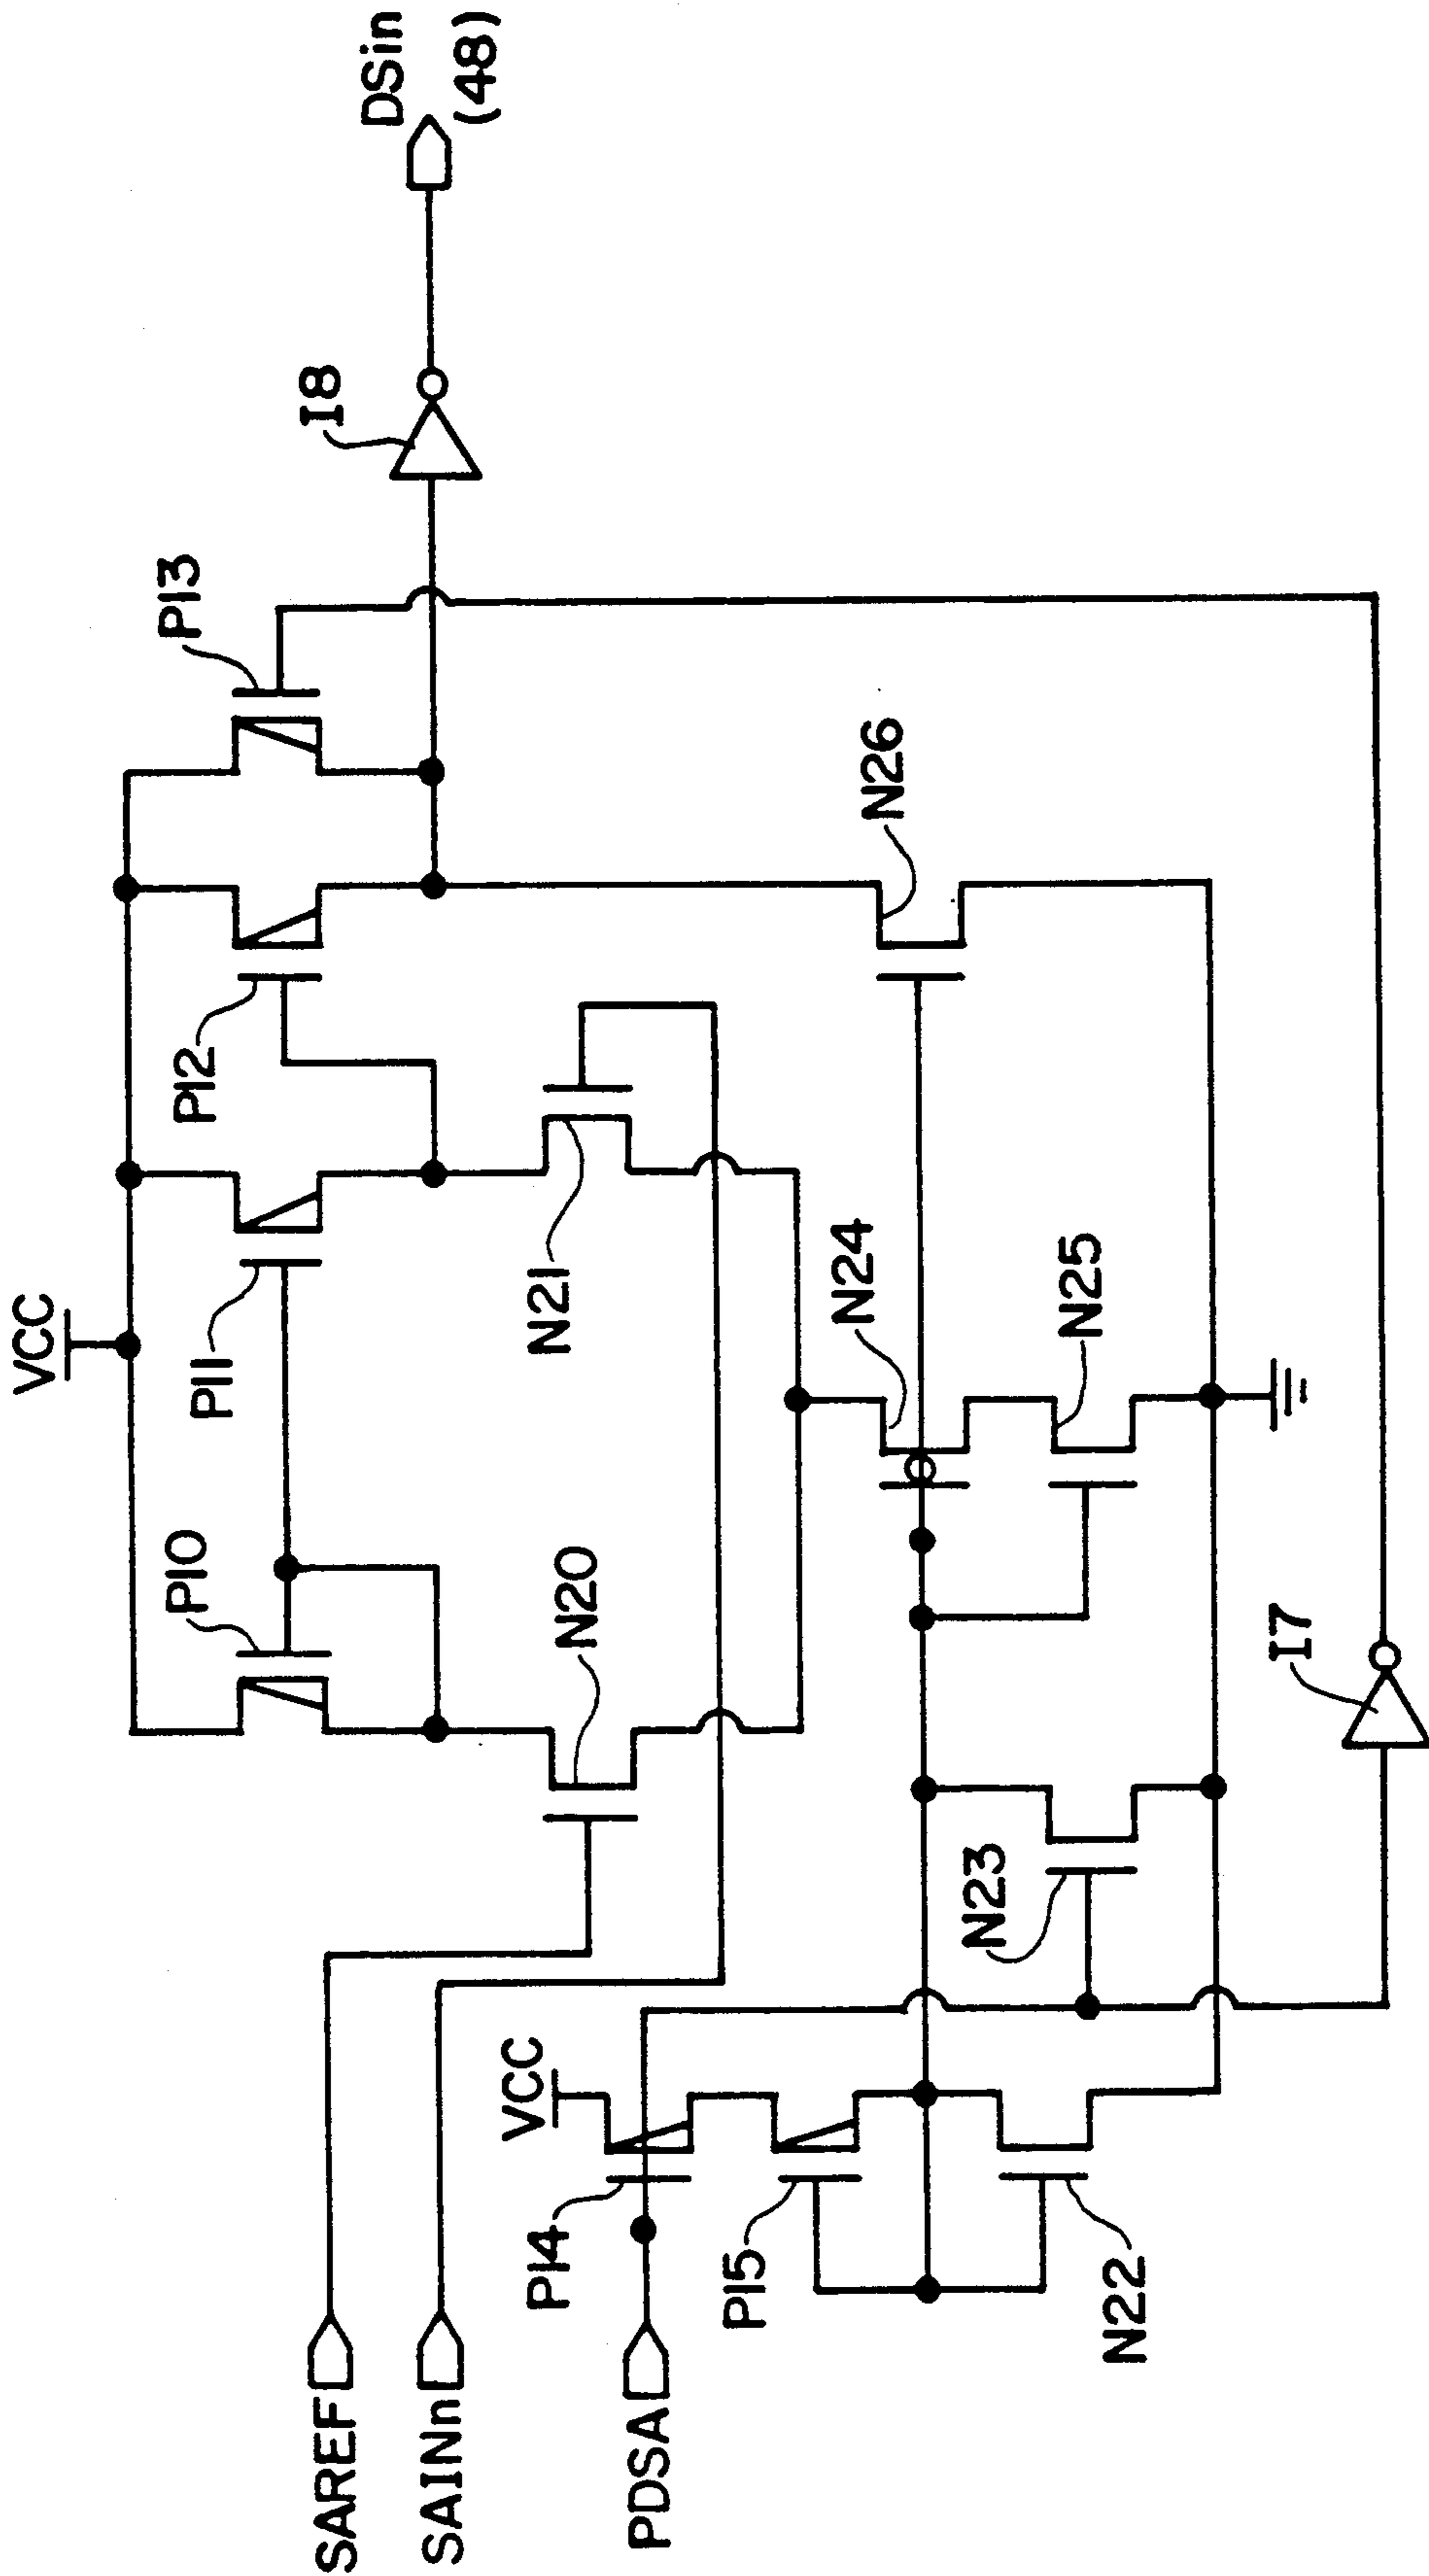 VCC
P10
P11
P12
P13
I8
DSin
(48)
SAREF
SAINn
PDSA
N20
N21
VCC
P14
P15
N22
N23
N24
N25
N26
I7